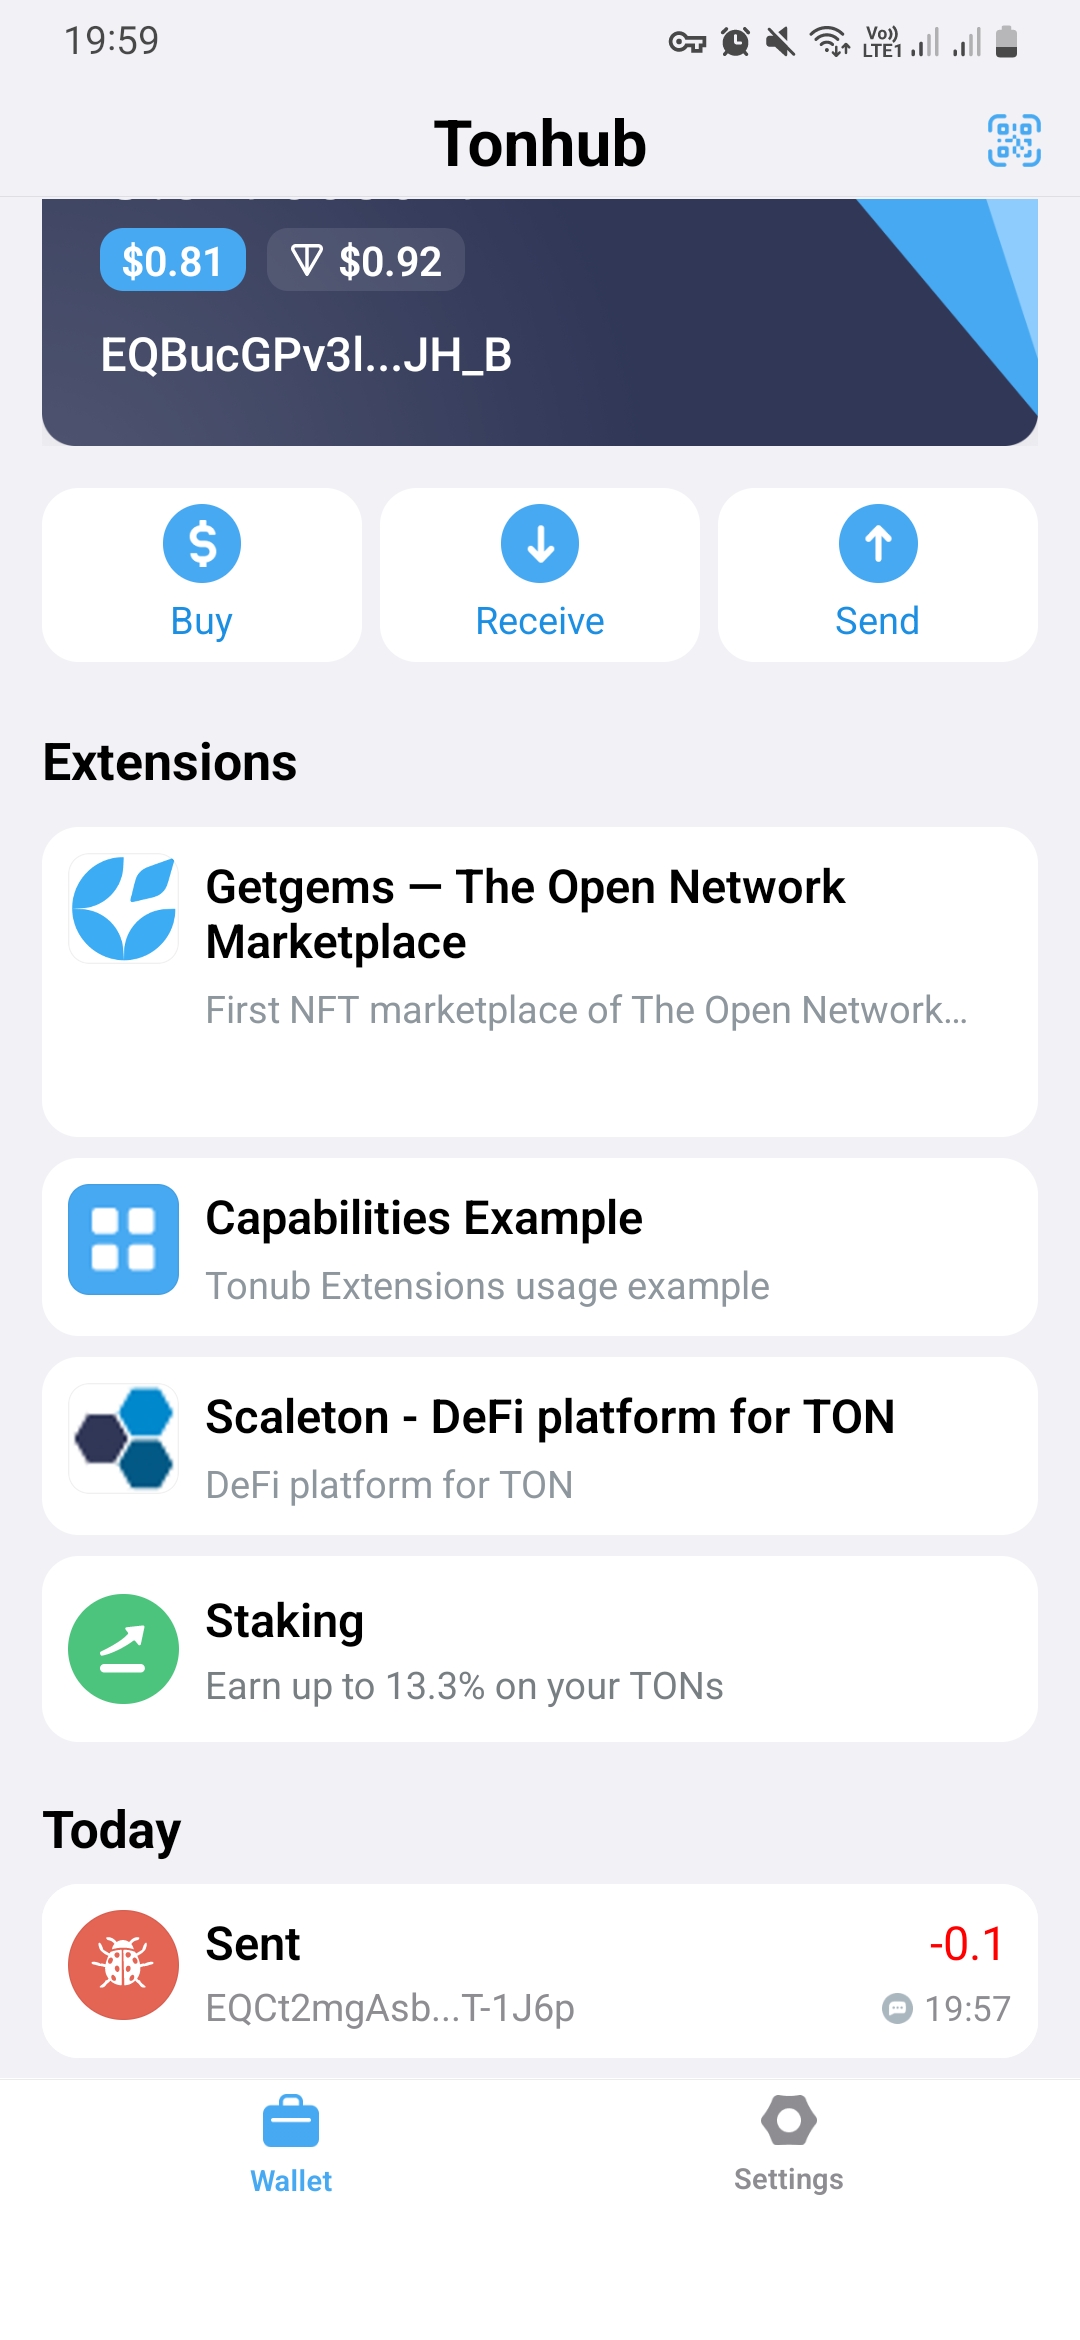 19:59
Vo))
LTE1
Tonhub
$0.81
$0.92
EQBucGPv3l...JH_B
Buy
Receive
Send
Extensions
Getgems — The Open Network
Marketplace
First NFT marketplace of The Open Network...
Capabilities Example
Tonub Extensions usage example
Scaleton - DeFi platform for TON
DeFi platform for TON
Staking
Earn up to 13.3% on your TONs
Today
Sent
-0.1
EQCt2mgAsb...T-1J6p
19:57
Wallet
Settings